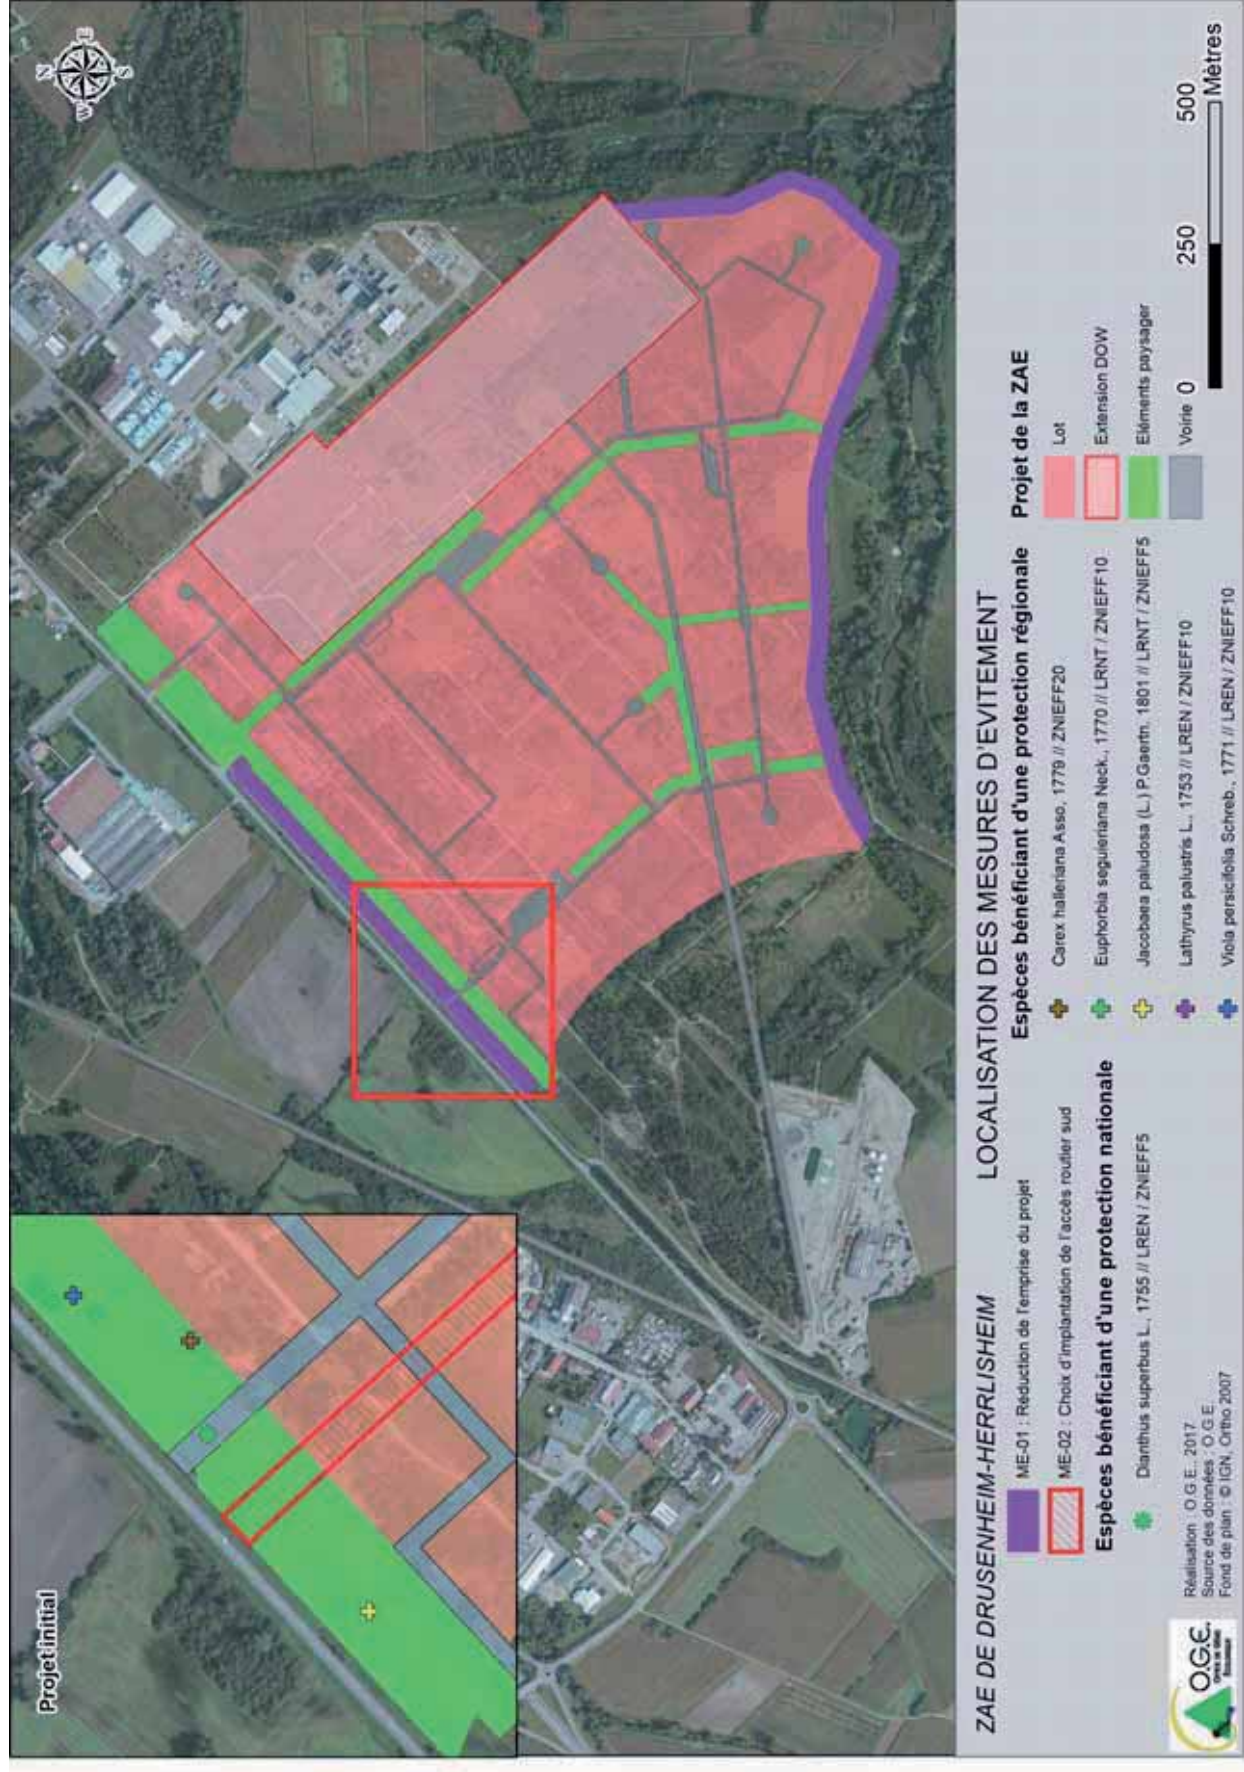 Projet initial
N
E
S
W
ZAE DE DRUSENHEIM-HERRLISHEIM
LOCALISATION DES MESURES D'EVITEMENT
ME-01 : Réduction de l'emprise du projet
ME-02 : Choix d'implantation de l'accès routier sud
Espèces bénéficiant d'une protection nationale
Dianthus superbus L., 1755 // LREN / ZNIEFF5
Espèces bénéficiant d'une protection régionale
Carex halleriana Asso, 1779 // ZNIEFF20
Euphorbia seguieriana Neck., 1770 // LRNT / ZNIEFF10
Jacobaea paludosa (L.) P.Gaertn, 1801 // LRNT / ZNIEFF5
Lathyrus palustris L., 1753 // LREN / ZNIEFF10
Viola persicifolia Schreb., 1771 // LREN / ZNIEFF10
Projet de la ZAE
Lot
Extension DOW
Eléments paysager
Voirie
0 250 500
Mètres
O.G.E.
Réalisation : O.G.E., 2017
Source des données : O.G.E.
Fond de plan : © IGN, Ortho 2007